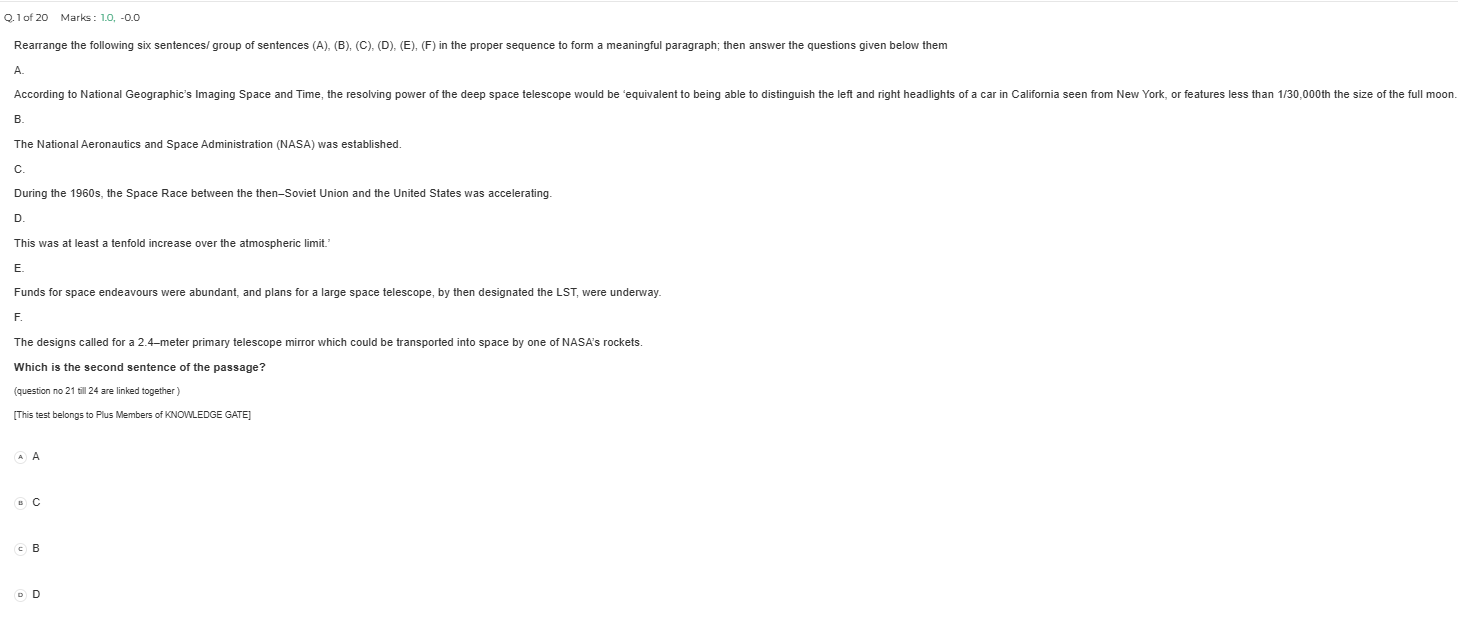 Q. 1 of 20 Marks : 1.0, -0.0
Rearrange the following six sentences/ group of sentences (A), (B), (C), (D), (E), (F) in the proper sequence to form a meaningful paragraph; then answer the questions given below them
A.
According to National Geographic's Imaging Space and Time, the resolving power of the deep space telescope would be 'equivalent to being able to distinguish the left and right headlights of a car in California seen from New York, or features less than 1/30,000th the size of the full moon.
B.
The National Aeronautics and Space Administration (NASA) was established.
C.
During the 1960s, the Space Race between the then–Soviet Union and the United States was accelerating.
D.
This was at least a tenfold increase over the atmospheric limit.'
E.
Funds for space endeavours were abundant, and plans for a large space telescope, by then designated the LST, were underway.
F.
The designs called for a 2.4–meter primary telescope mirror which could be transported into space by one of NASA's rockets.
Which is the second sentence of the passage?
(question no 21 till 24 are linked together )
[This test belongs to Plus Members of KNOWLEDGE GATE]
A A
B C
C B
D D